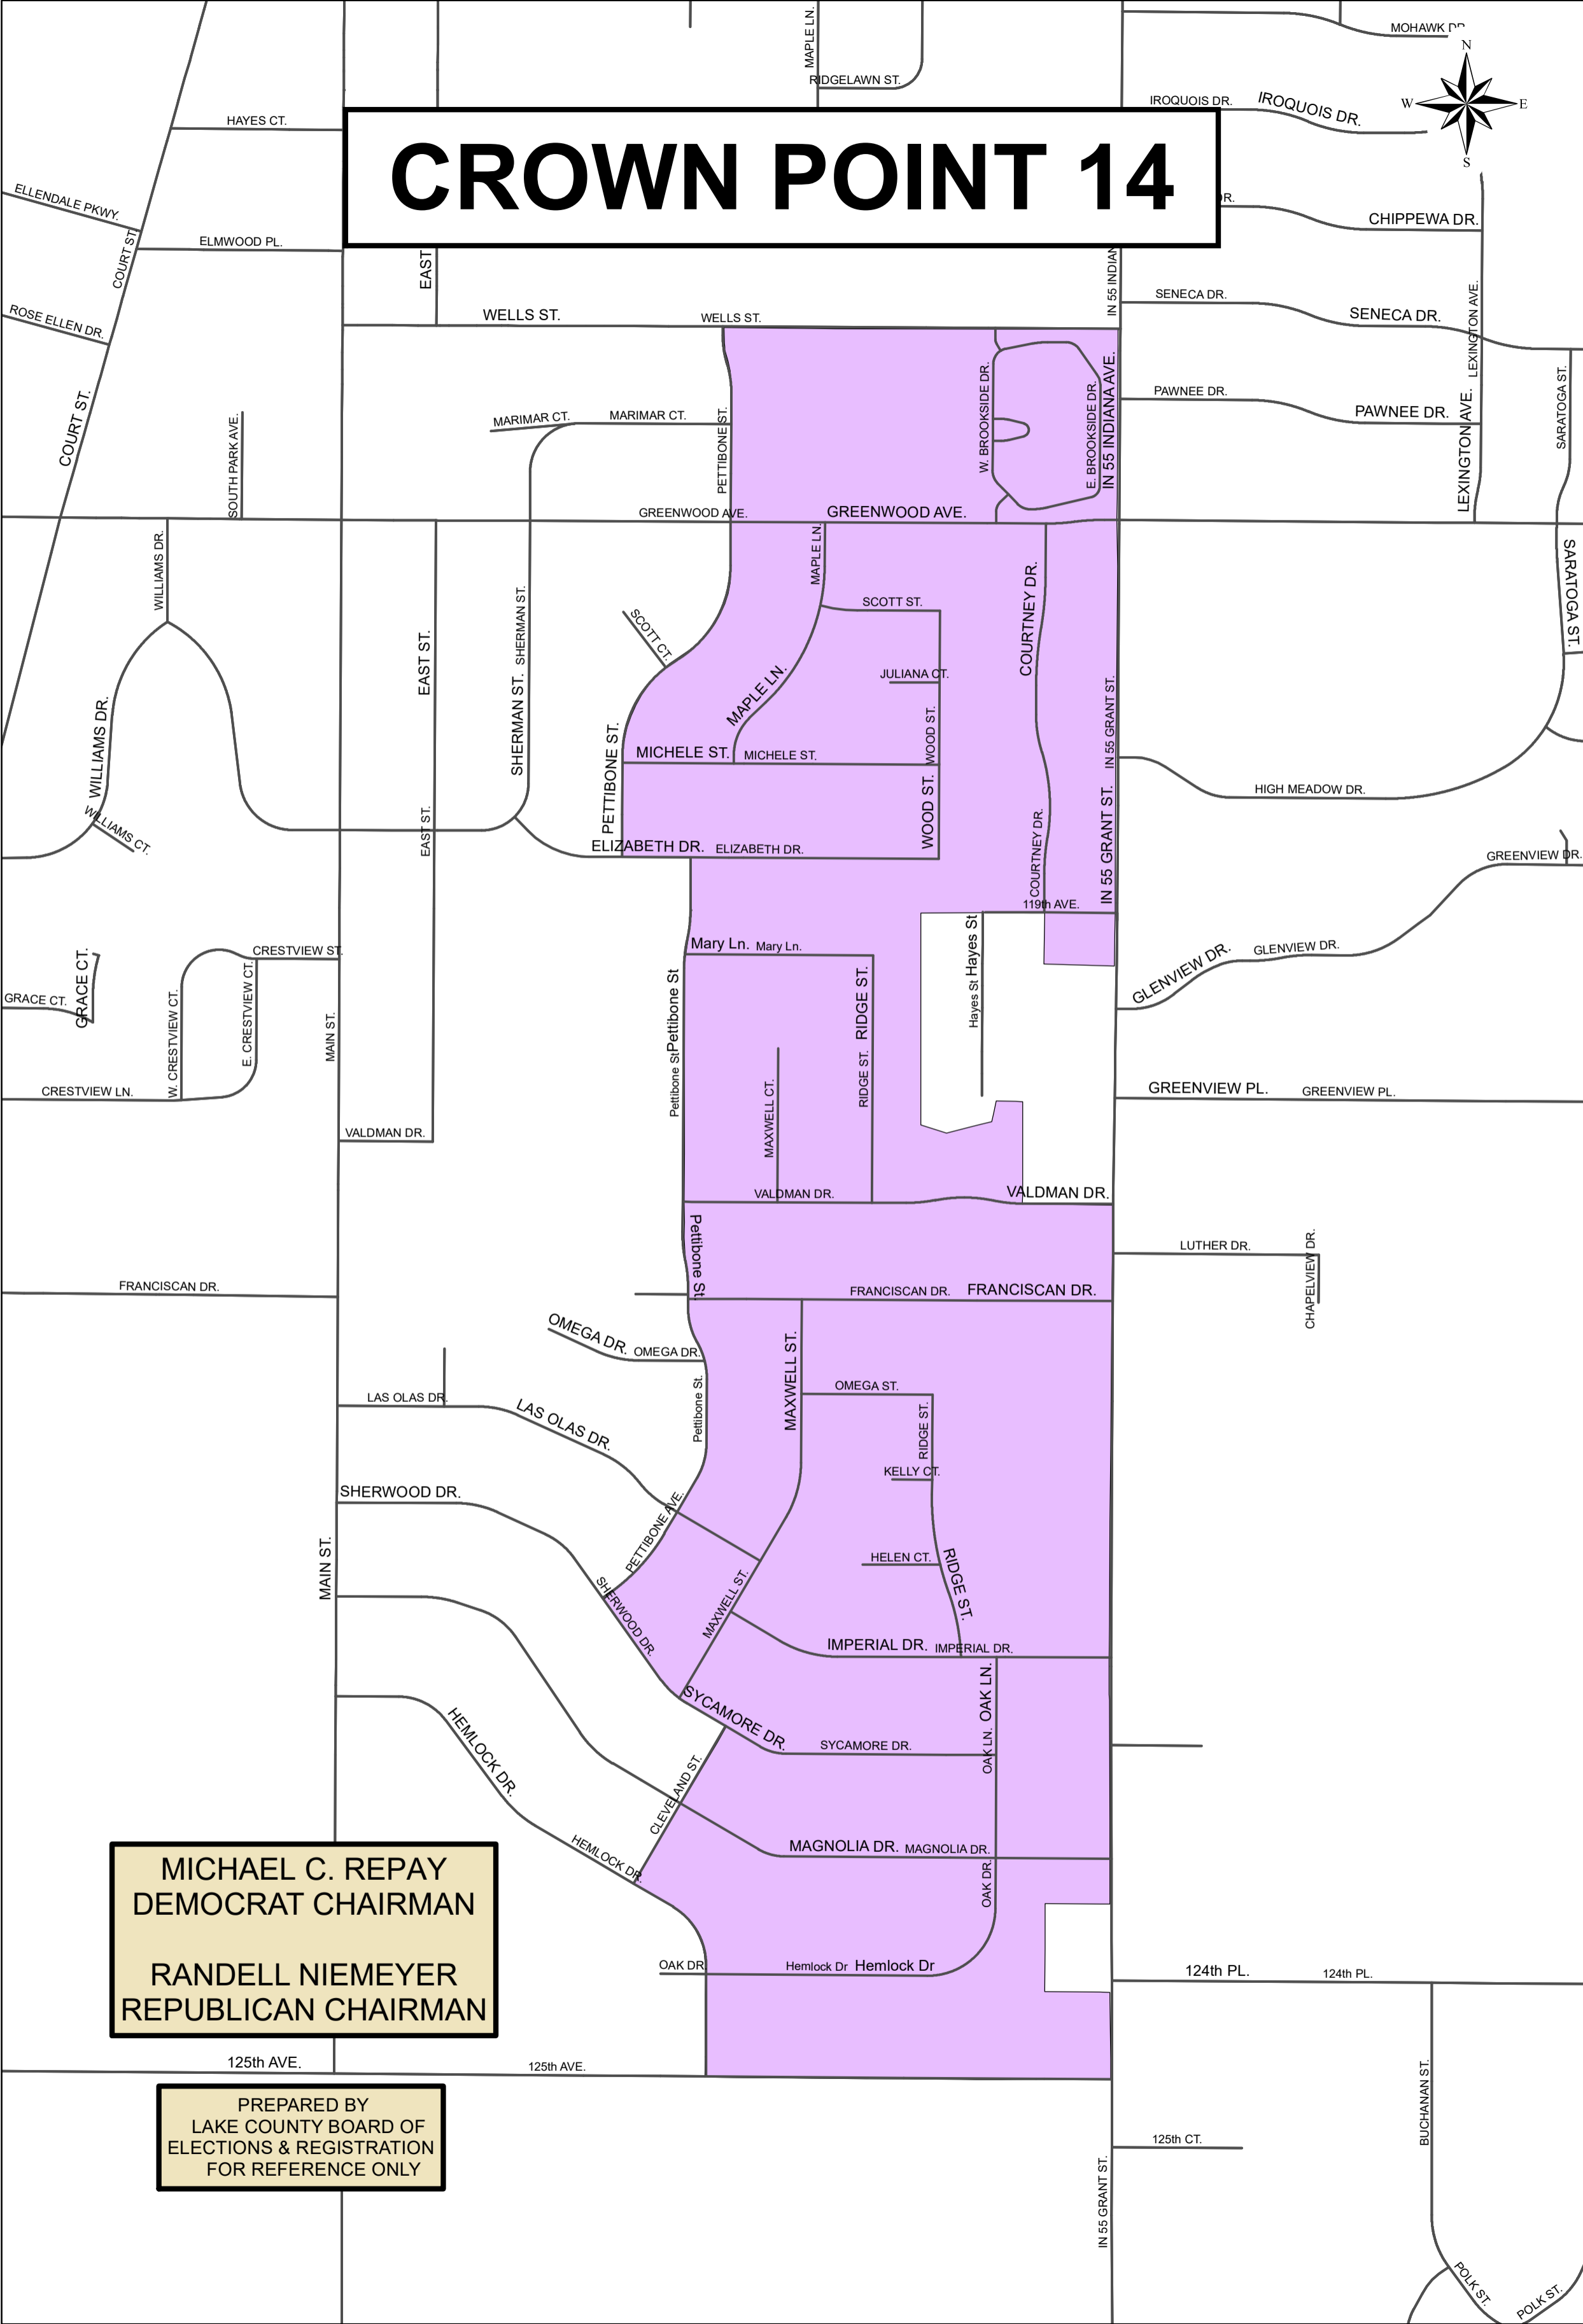 MAPLE LN.
RIDGELAWN ST.
MOHAWK DR.
N
W
E
S
IROQUOIS DR.
IROQUOIS DR.
HAYES CT.
CROWN POINT 14
ELLENDALE PKWY.
DR.
CHIPPEWA DR.
COURT ST.
ELMWOOD PL.
EAST
IN 55 INDIAN
SENECA DR.
SENECA DR.
LEXINGTON AVE.
ROSE ELLEN DR.
WELLS ST.
WELLS ST.
COURT ST.
SOUTH PARK AVE.
MARIMAR CT.
MARIMAR CT.
PETTIBONE ST.
W. BROOKSIDE DR.
E. BROOKSIDE DR.
IN 55 INDIANA AVE.
PAWNEE DR.
PAWNEE DR.
LEXINGTON AVE.
SARATOGA ST.
GREENWOOD AVE.
GREENWOOD AVE.
WILLIAMS DR.
SHERMAN ST.
MAPLE LN.
SCOTT ST.
COURTNEY DR.
SARATOGA ST.
EAST ST.
SCOTT CT.
JULIANA CT.
MAPLE LN.
WILLIAMS DR.
SHERMAN ST.
PETTIBONE ST.
MICHELE ST.
MICHELE ST.
WOOD ST.
IN 55 GRANT ST.
HIGH MEADOW DR.
WILLIAMS CT.
EAST ST.
WOOD ST.
COURTNEY DR.
IN 55 GRANT ST.
ELIZABETH DR.
ELIZABETH DR.
GREENVIEW DR.
119th AVE.
GRACE CT.
GRACE CT.
CRESTVIEW ST.
W. CRESTVIEW CT.
E. CRESTVIEW CT.
MAIN ST.
Mary Ln.
Mary Ln.
Pettibone St
Pettibone St
RIDGE ST.
RIDGE ST.
Hayes St
Hayes St
GLENVIEW DR.
GLENVIEW DR.
CRESTVIEW LN.
MAXWELL CT.
GREENVIEW PL.
GREENVIEW PL.
VALDMAN DR.
VALDMAN DR.
VALDMAN DR.
Pettibone St.
LUTHER DR.
CHAPELVIEW DR.
FRANCISCAN DR.
FRANCISCAN DR.
FRANCISCAN DR.
OMEGA DR.
OMEGA DR.
Pettibone St.
MAXWELL ST.
OMEGA ST.
RIDGE ST.
LAS OLAS DR.
LAS OLAS DR.
KELLY CT.
SHERWOOD DR.
PETTIBONE AVE.
MAIN ST.
HELEN CT.
RIDGE ST.
SHERWOOD DR.
MAXWELL ST.
IMPERIAL DR.
IMPERIAL DR.
OAK LN.
OAK LN.
SYCAMORE DR.
SYCAMORE DR.
HEMLOCK DR.
CLEVELAND ST.
HEMLOCK DR.
MAGNOLIA DR.
MAGNOLIA DR.
OAK DR.
MICHAEL C. REPAY
DEMOCRAT CHAIRMAN
RANDELL NIEMEYER
REPUBLICAN CHAIRMAN
OAK DR.
Hemlock Dr
Hemlock Dr
124th PL.
124th PL.
125th AVE.
125th AVE.
BUCHANAN ST.
PREPARED BY
LAKE COUNTY BOARD OF
ELECTIONS & REGISTRATION
FOR REFERENCE ONLY
125th CT.
IN 55 GRANT ST.
POLK ST.
POLK ST.